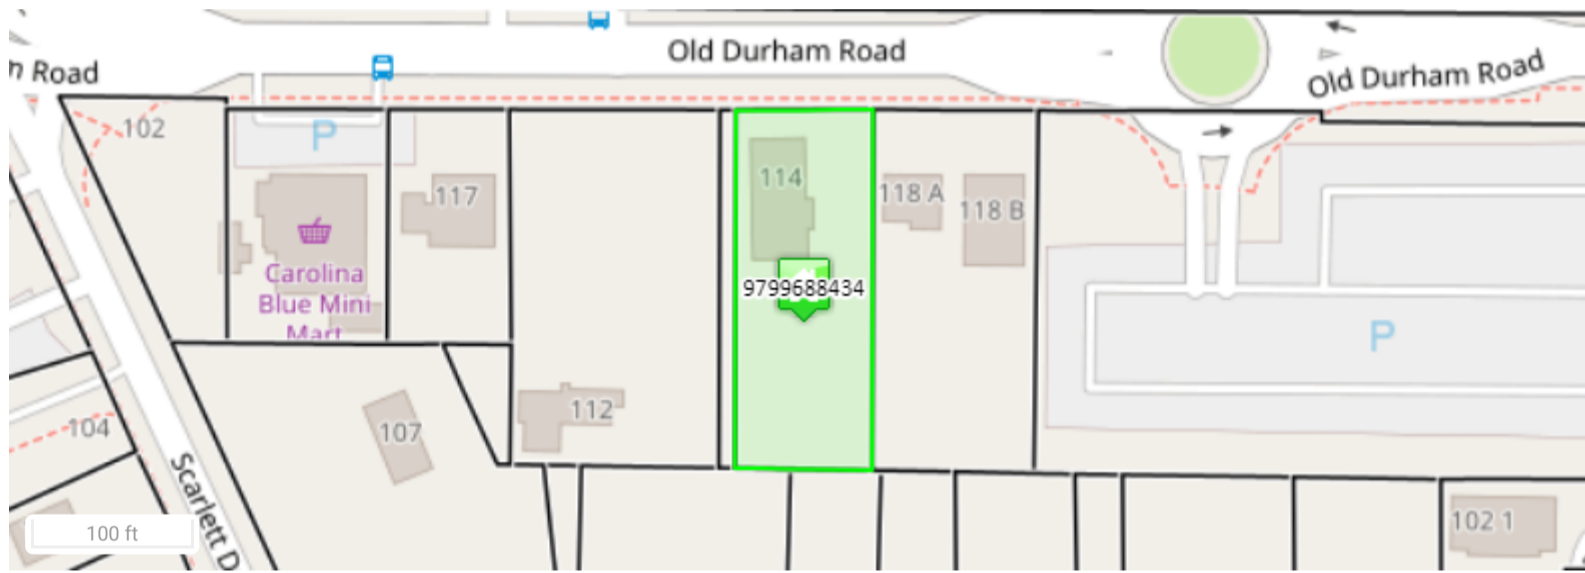 Old Durham Road
n Road
Old Durham Road
102
P
114
117
118 A
118 B
Carolina
Blue Mini
Mart
9799688434
P
112
104
107
Scarlett D
100 ft
102 1